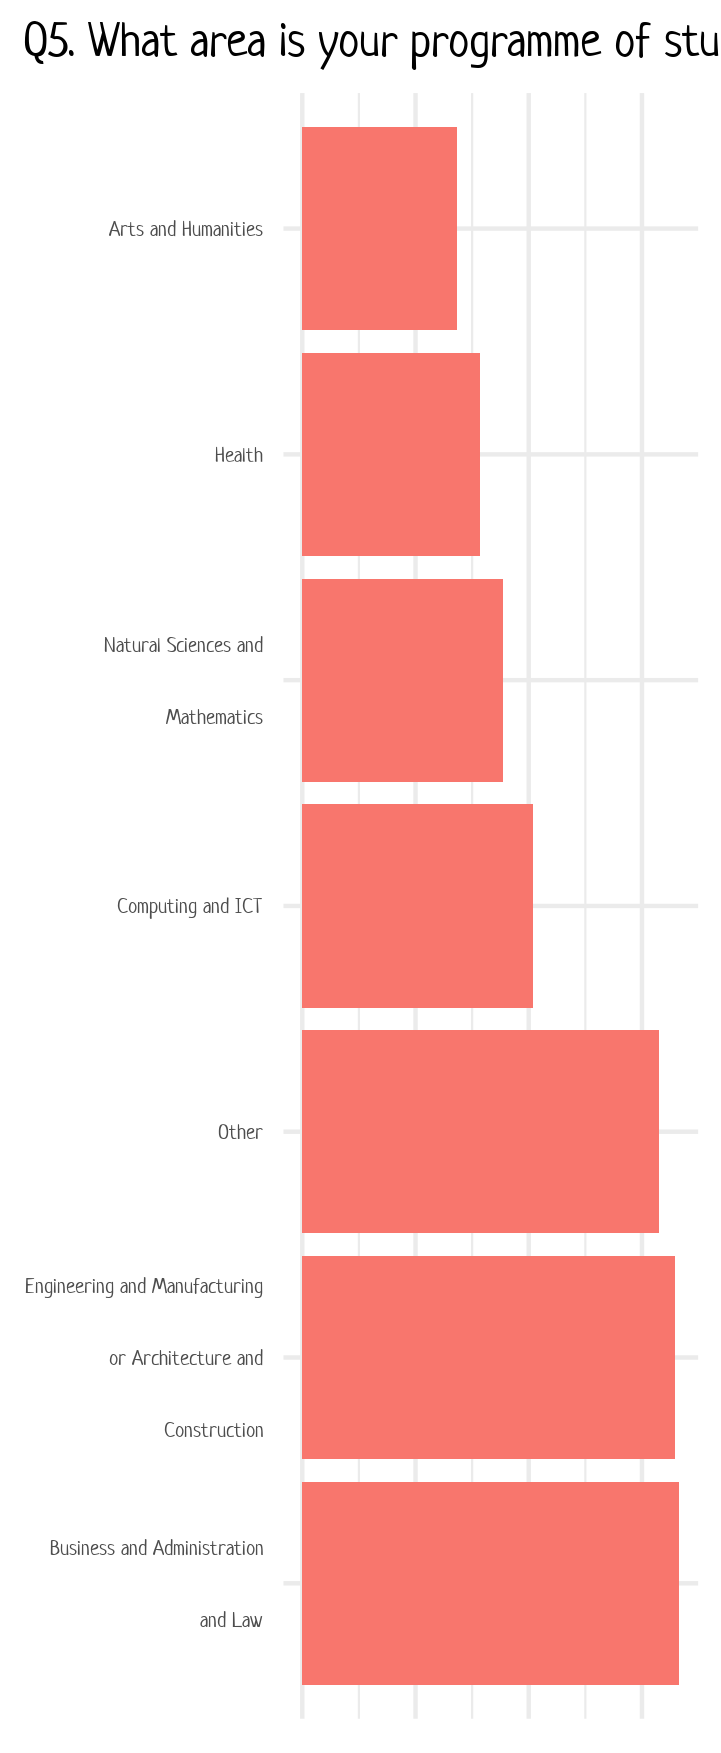 Q5. What area is your programme of stu
Arts and Humanities
Health
Natural Sciences and
Mathematics
Computing and ICT
Other
Engineering and Manufacturing
or Architecture and
Construction
Business and Administration
and Law